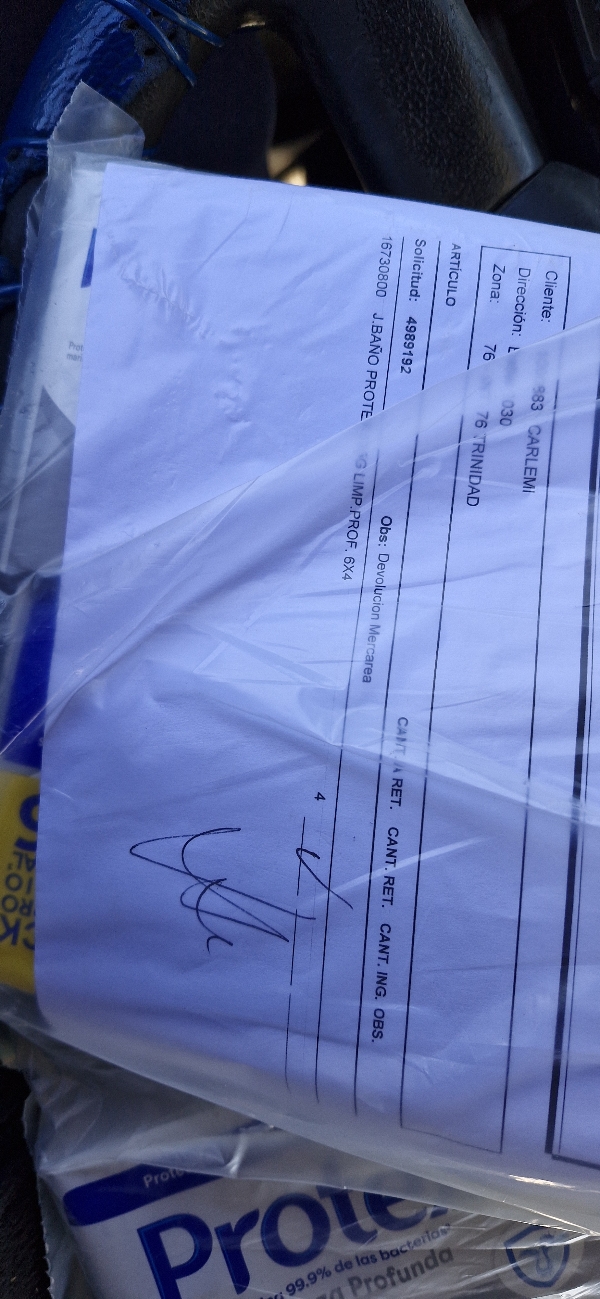 Cliente: 983 CARLEMI
Dirección: 030
Zona: 76 76 TRINIDAD
ARTÍCULO CANT. A RET. CANT. RET. CANT. ING. OBS.
Solicitud: 4989192 Obs: Devolucion Mercarea
16730800 J.BAÑO PROTE G LIMP.PROF. 6X4 4
Protex
99.9% de las bacterias*
Profunda